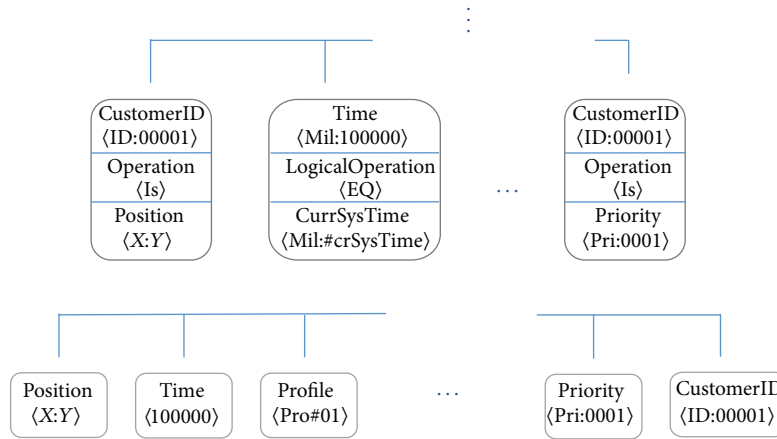 ⋮
CustomerID
⟨ID:00001⟩
Operation
⟨Is⟩
Position
⟨X:Y⟩
Time
⟨Mil:100000⟩
LogicalOperation
⟨EQ⟩
CurrSysTime
⟨Mil:#crSysTime⟩
...
CustomerID
⟨ID:00001⟩
Operation
⟨Is⟩
Priority
⟨Pri:0001⟩
Position
⟨X:Y⟩
Time
⟨100000⟩
Profile
⟨Pro#01⟩
...
Priority
⟨Pri:0001⟩
CustomerID
⟨ID:00001⟩